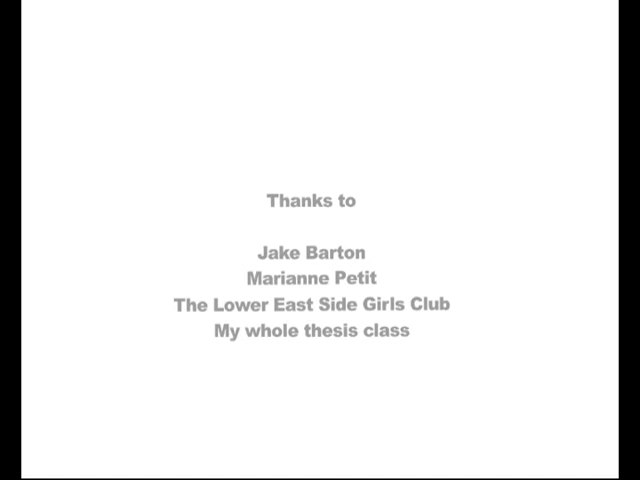 Thanks to
Jake Barton
Marianne Petit
The Lower East Side Girls Club
My whole thesis class